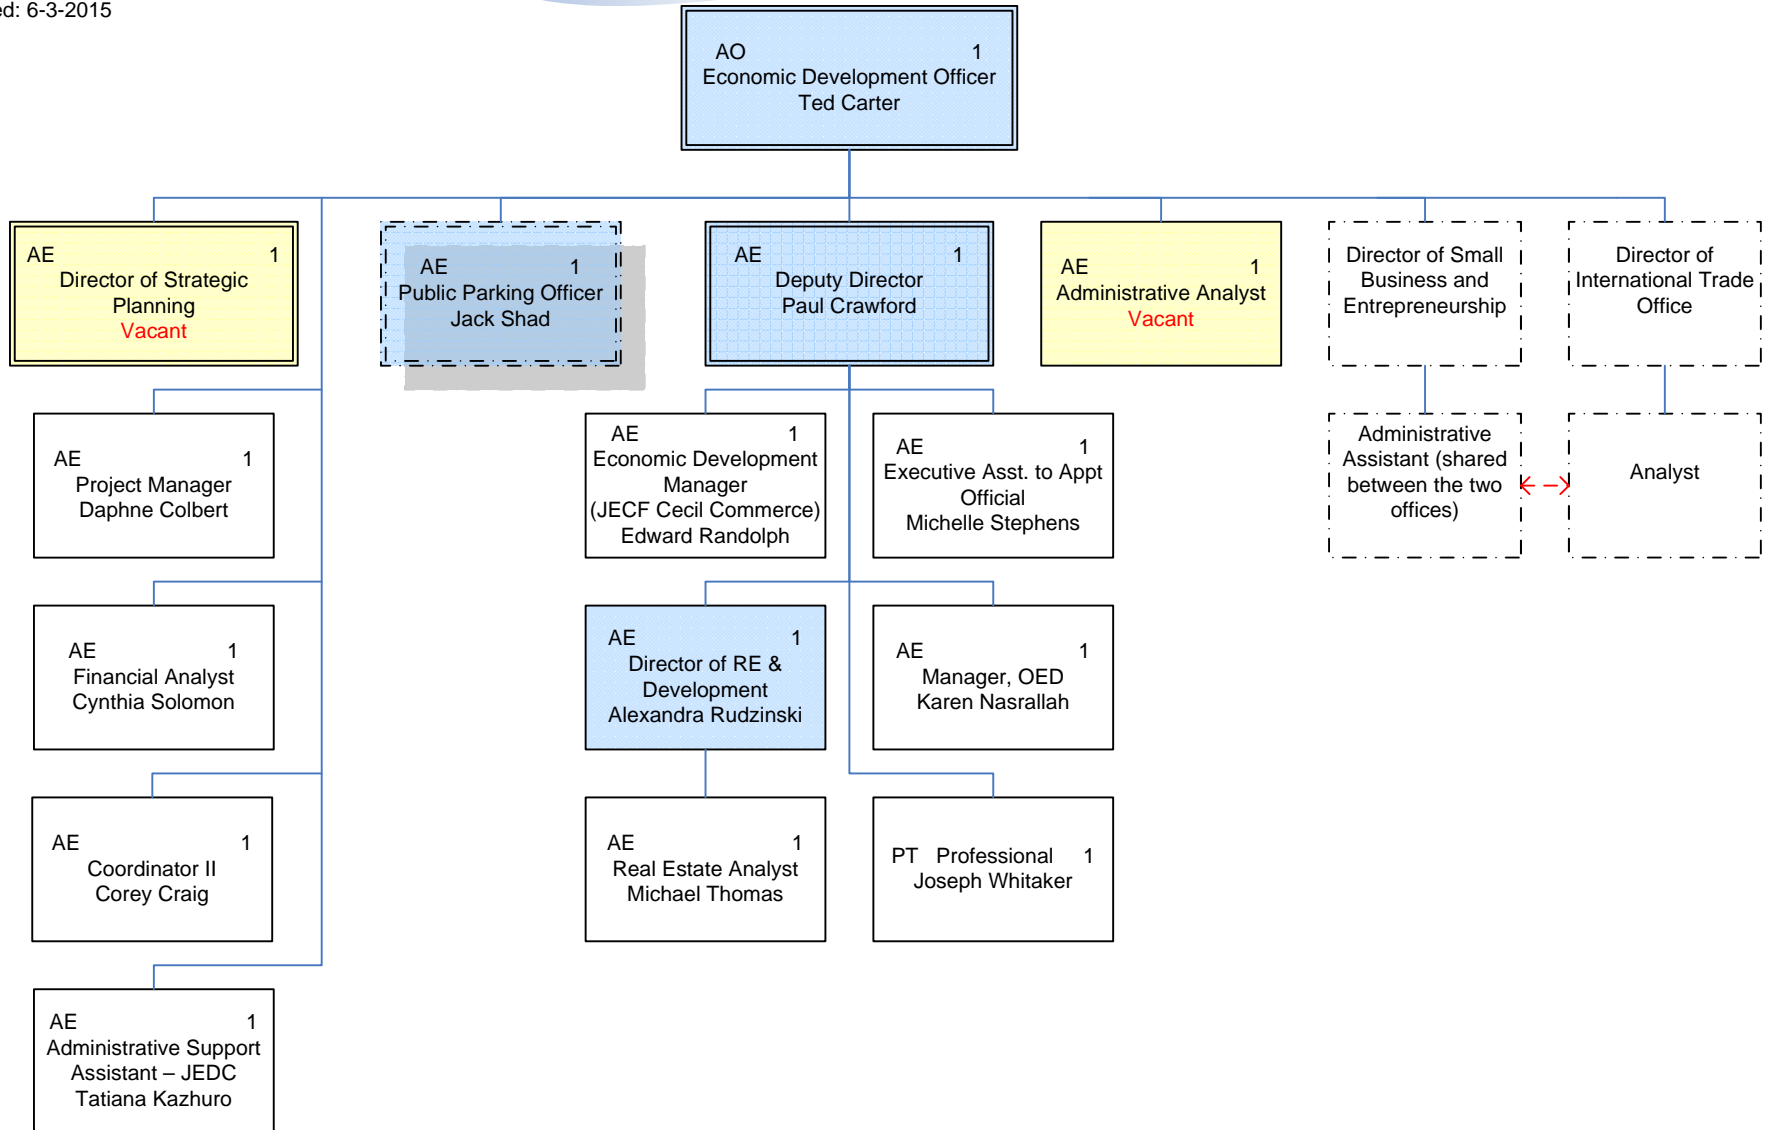 ed: 6-3-2015
AO 1
Economic Development Officer
Ted Carter
AE 1
Director of Strategic
Planning
Vacant
AE 1
Public Parking Officer
Jack Shad
AE 1
Deputy Director
Paul Crawford
AE 1
Administrative Analyst
Vacant
Director of Small
Business and
Entrepreneurship
Director of
International Trade
Office
AE 1
Project Manager
Daphne Colbert
AE 1
Economic Development
Manager
(JECF Cecil Commerce)
Edward Randolph
AE 1
Executive Asst. to Appt
Official
Michelle Stephens
Administrative
Assistant (shared
between the two
offices)
Analyst
AE 1
Financial Analyst
Cynthia Solomon
AE 1
Director of RE &
Development
Alexandra Rudzinski
AE 1
Manager, OED
Karen Nasrallah
AE 1
Coordinator II
Corey Craig
AE 1
Real Estate Analyst
Michael Thomas
PT Professional 1
Joseph Whitaker
AE 1
Administrative Support
Assistant – JEDC
Tatiana Kazhuro